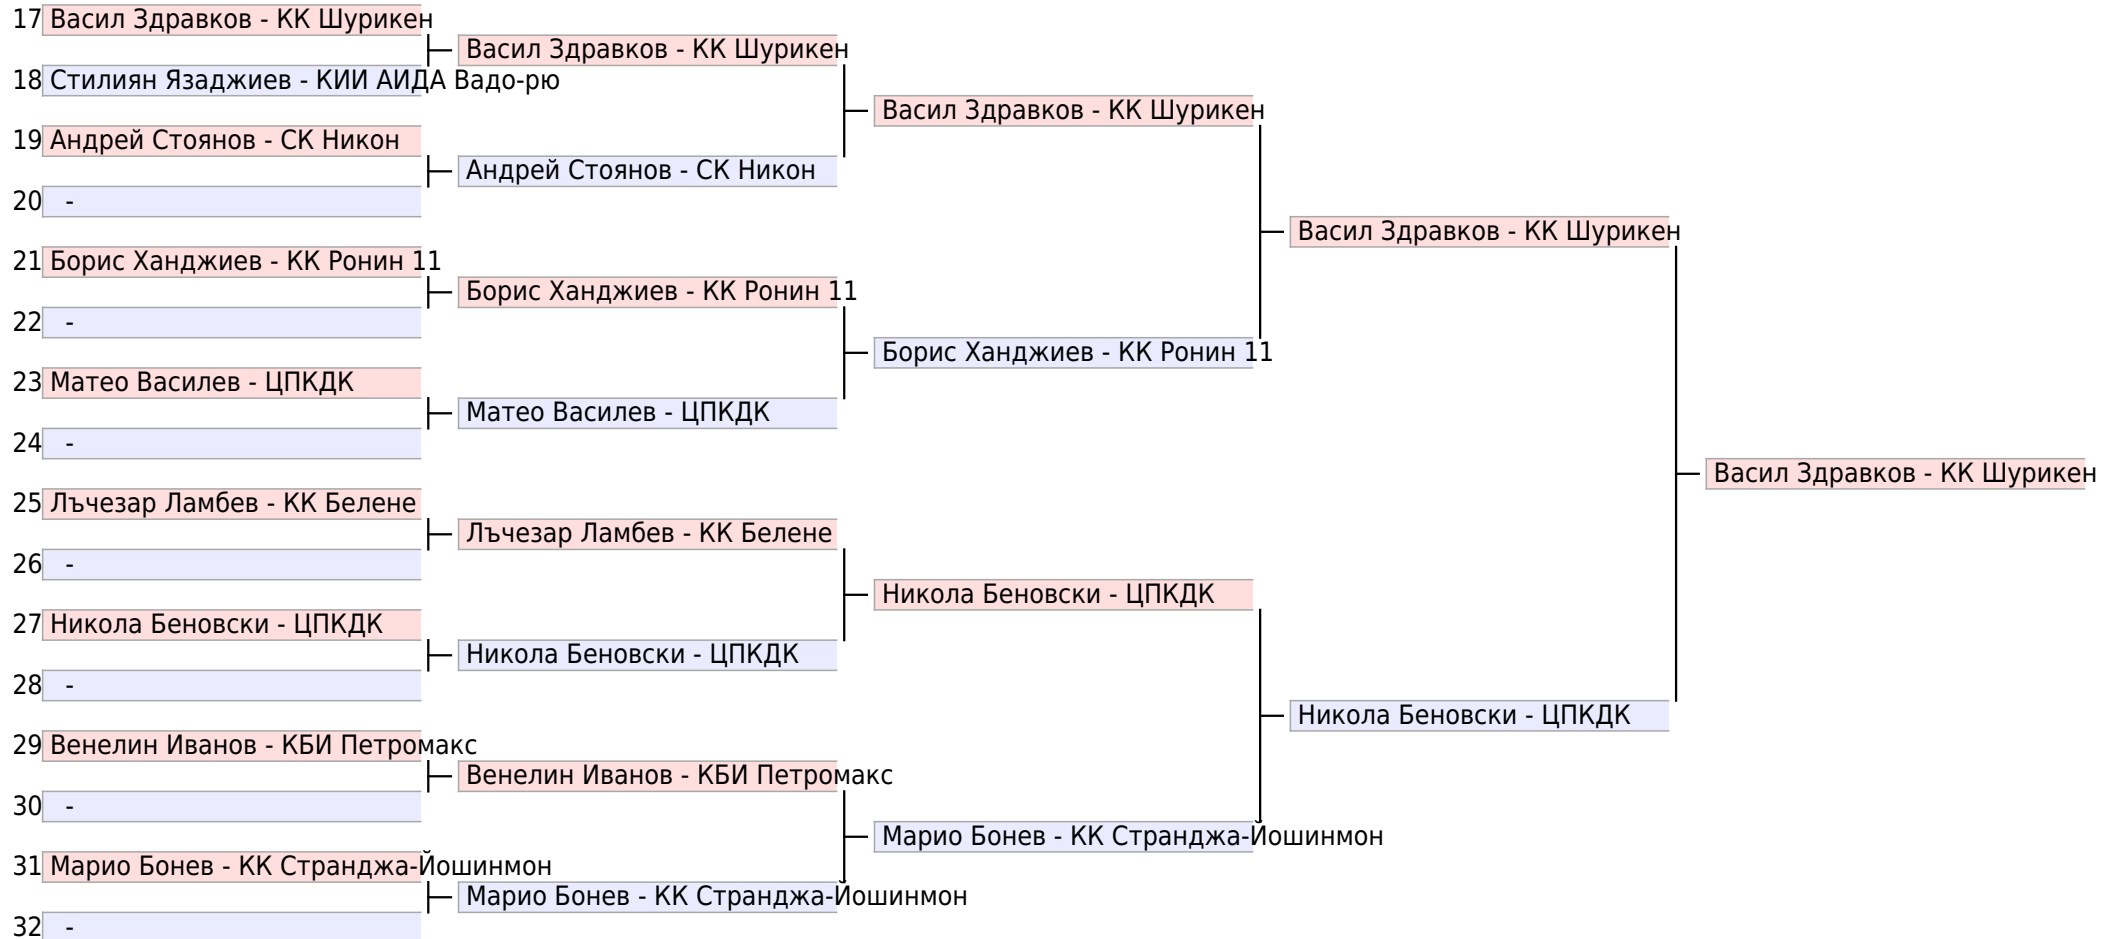 17 Васил Здравков - КК Шурикен
Васил Здравков - КК Шурикен
18 Стилиян Язаджиев - КИИ АИДА Вадо-рю
Васил Здравков - КК Шурикен
19 Андрей Стоянов - СК Никон
Андрей Стоянов - СК Никон
20 -
Васил Здравков - КК Шурикен
21 Борис Ханджиев - КК Ронин 11
Борис Ханджиев - КК Ронин 11
22 -
Борис Ханджиев - КК Ронин 11
23 Матео Василев - ЦПКДК
Матео Василев - ЦПКДК
24 -
Васил Здравков - КК Шурикен
25 Лъчезар Ламбев - КК Белене
Лъчезар Ламбев - КК Белене
26 -
Никола Беновски - ЦПКДК
27 Никола Беновски - ЦПКДК
Никола Беновски - ЦПКДК
28 -
Никола Беновски - ЦПКДК
29 Венелин Иванов - КБИ Петромакс
Венелин Иванов - КБИ Петромакс
30 -
Марио Бонев - КК Странджа-Йошинмон
31 Марио Бонев - КК Странджа-Йошинмон
Марио Бонев - КК Странджа-Йошинмон
32 -